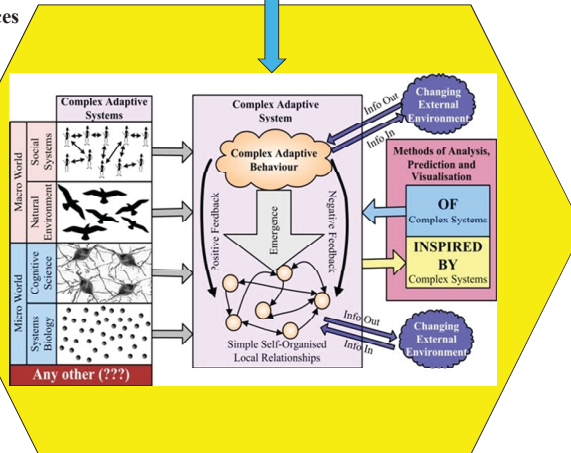 ces
Complex Adaptive
Systems
Macro World
Social
Systems
Natural
Environment
Micro World
Cogntive
Science
Systems
Biology
Any other (???)
Complex Adaptive
System
Complex Adaptive
Behaviour
Positive Feedback
Emergence
Negative Feedback
Simple Self-Organised
Local Relationships
Info Out
Info In
Changing
External
Environment
Methods of Analysis,
Prediction and
Visualisation
OF
Complex Systems
INSPIRED
BY
Complex Systems
Info Out
Info In
Changing
External
Environment